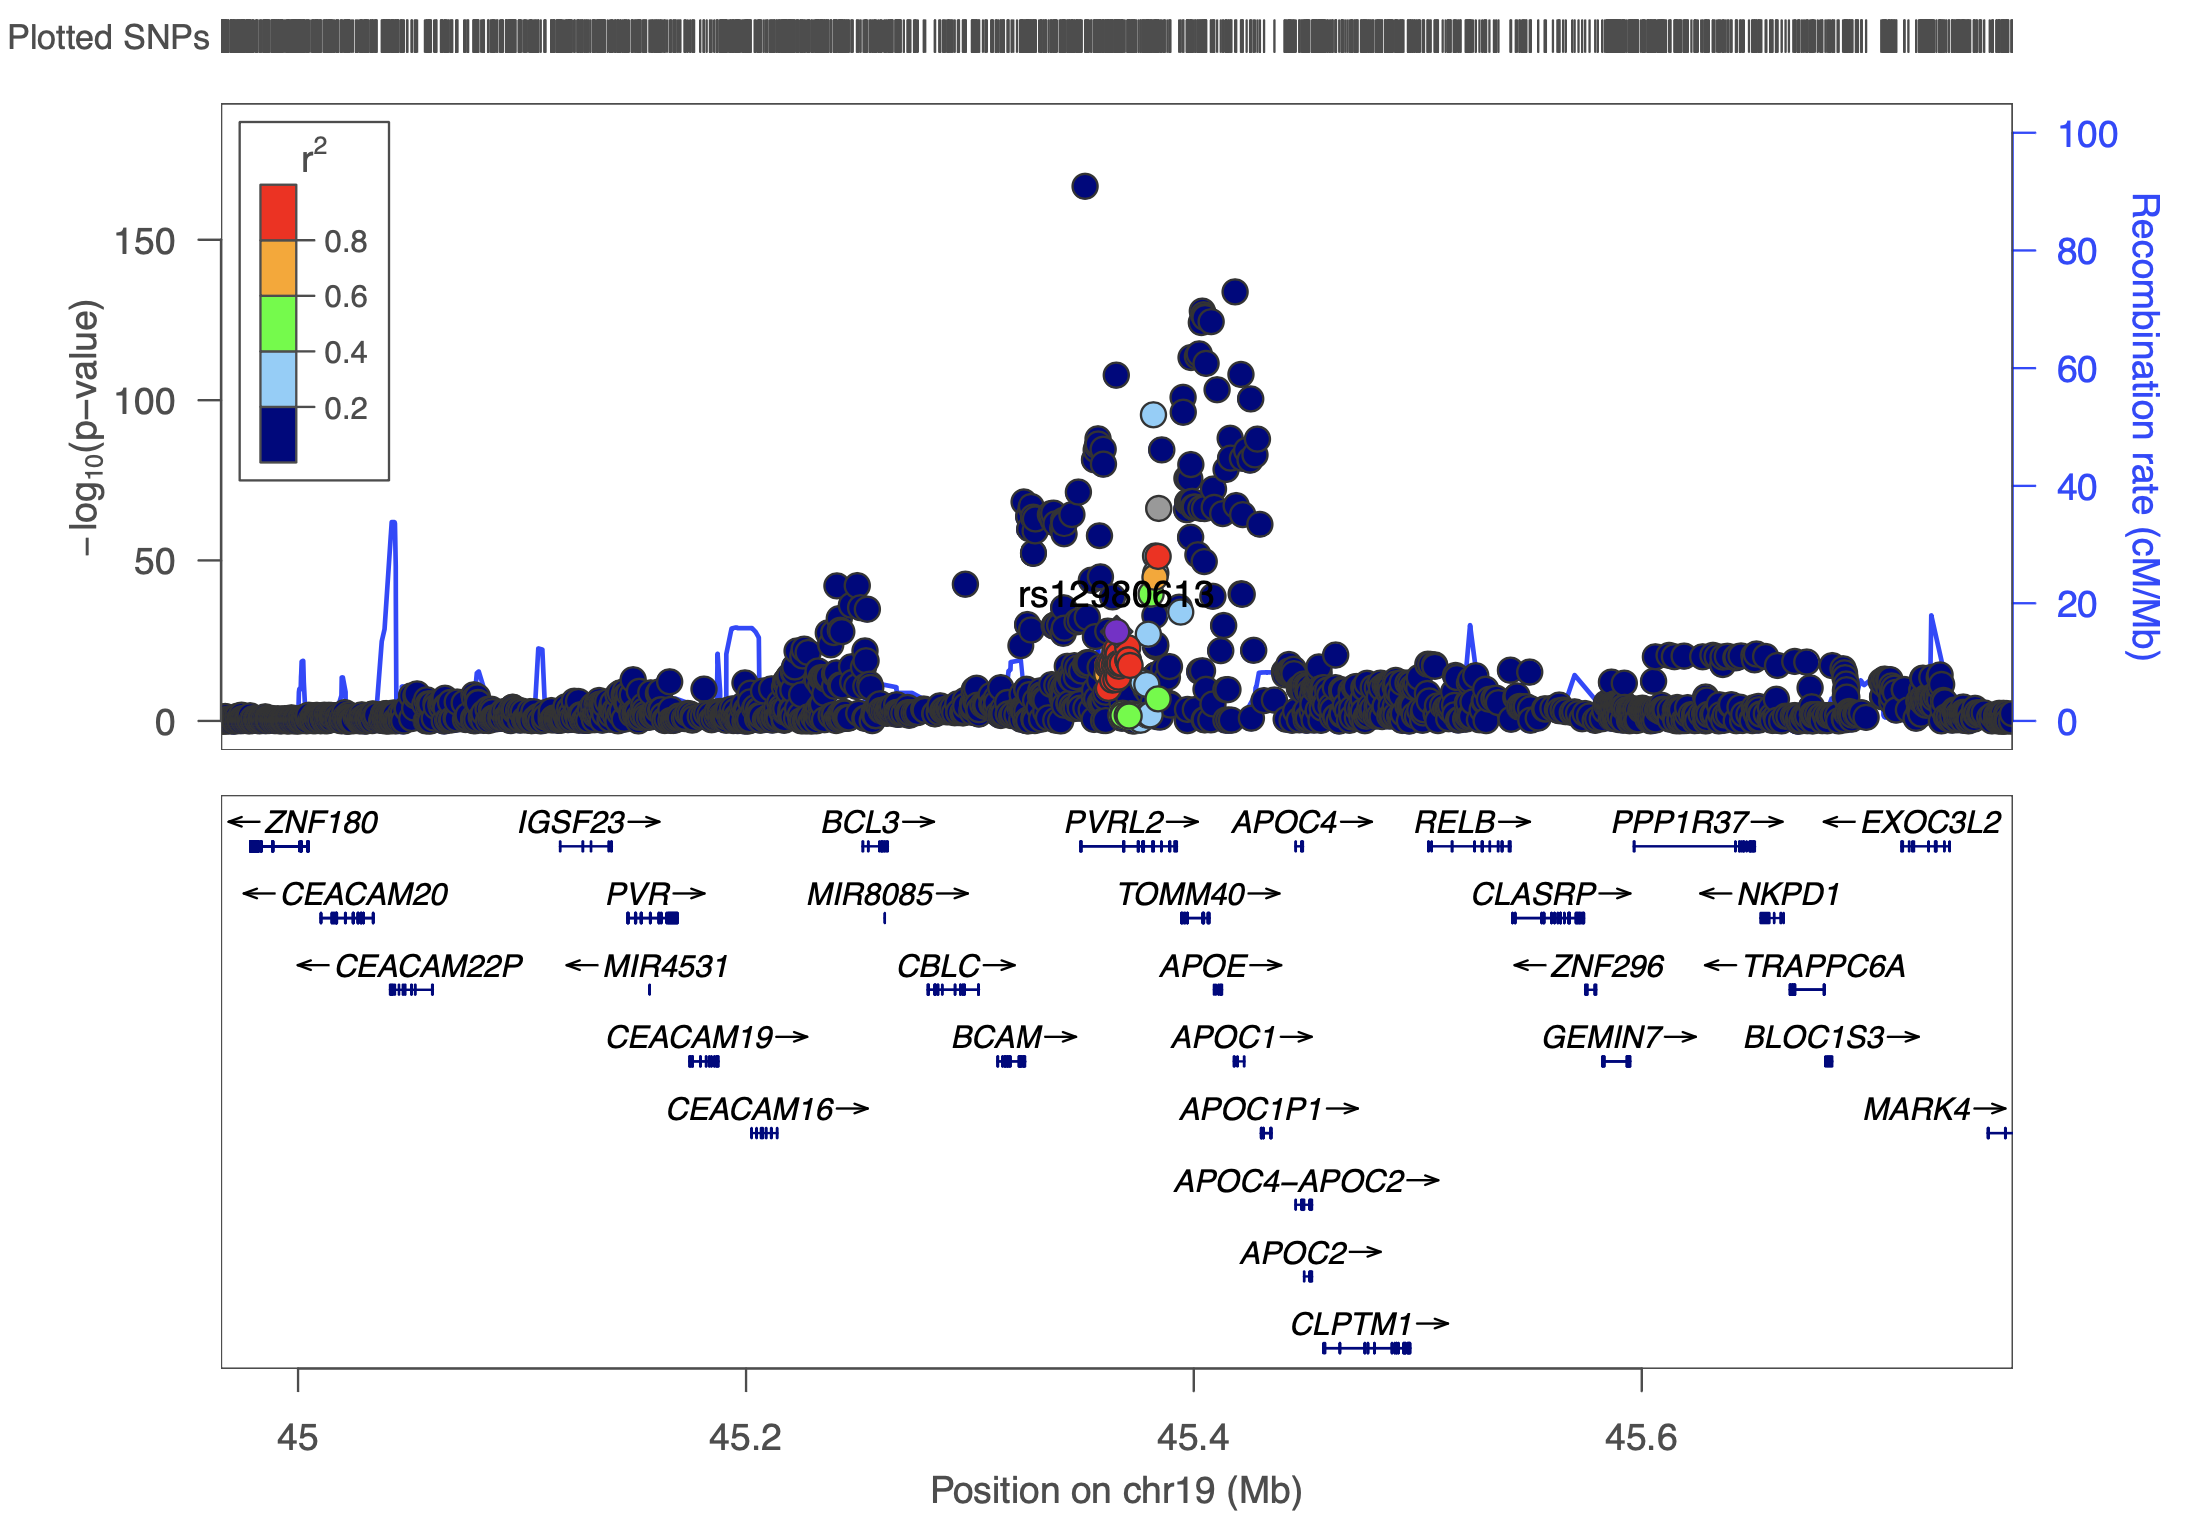 Plotted SNPs
r2
0.8
0.6
0.4
0.2
150
100
50
0
−log10(p−value)
100
80
60
40
20
0
Recombination rate (cM/Mb)
rs12980613
←ZNF180 IGSF23→ BCL3→ PVRL2→ APOC4→ RELB→ PPP1R37→ ←EXOC3L2
←CEACAM20 PVR→ MIR8085→ TOMM40→ CLASRP→ ←NKPD1
←CEACAM22P ←MIR4531 CBLC→ APOE→ ←ZNF296 ←TRAPPC6A
CEACAM19→ BCAM→ APOC1→ GEMIN7→ BLOC1S3→
CEACAM16→ APOC1P1→ MARK4→
APOC4−APOC2→
APOC2→
CLPTM1→
45 45.2 45.4 45.6
Position on chr19 (Mb)